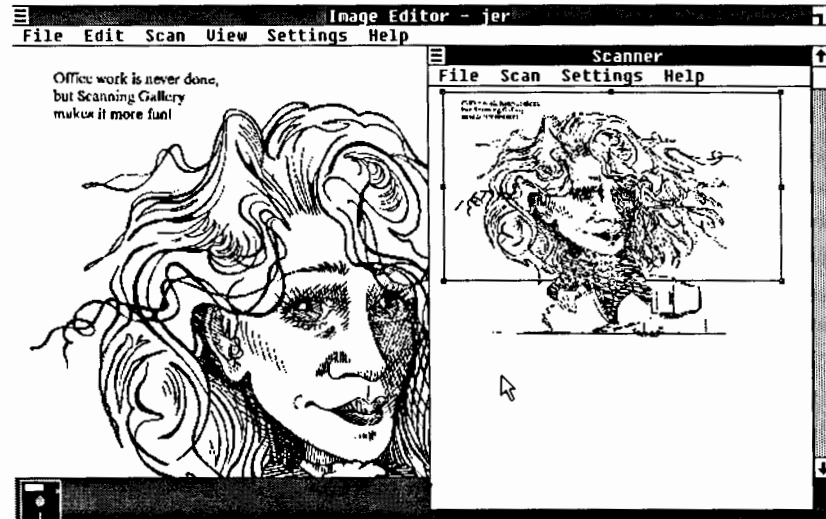 Image Editor - jer
File Edit Scan View Settings Help
Office work is never done,
but Scanning Gallery
makes it more fun!
Scanner
File Scan Settings Help